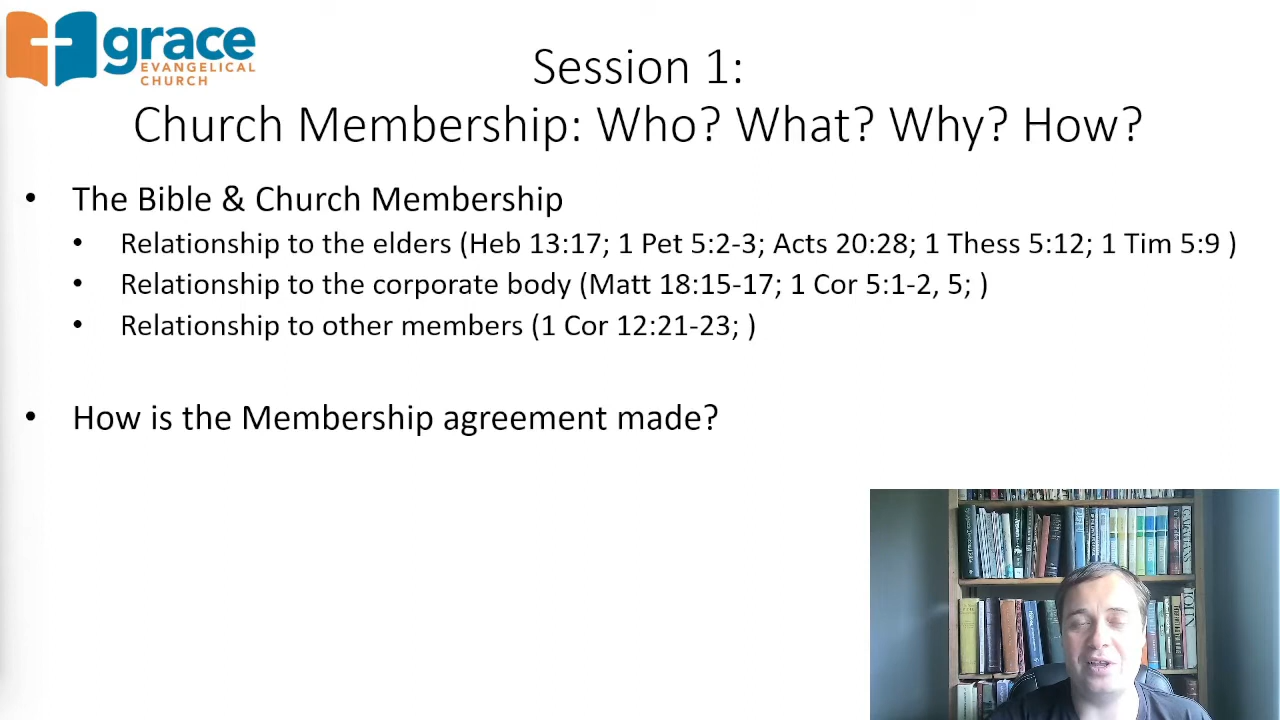 grace
EVANGELICAL
CHURCH
Session 1:
Church Membership: Who? What? Why? How?
• The Bible & Church Membership
• Relationship to the elders (Heb 13:17; 1 Pet 5:2-3; Acts 20:28; 1 Thess 5:12; 1 Tim 5:9 )
• Relationship to the corporate body (Matt 18:15-17; 1 Cor 5:1-2, 5; )
• Relationship to other members (1 Cor 12:21-23; )
• How is the Membership agreement made?